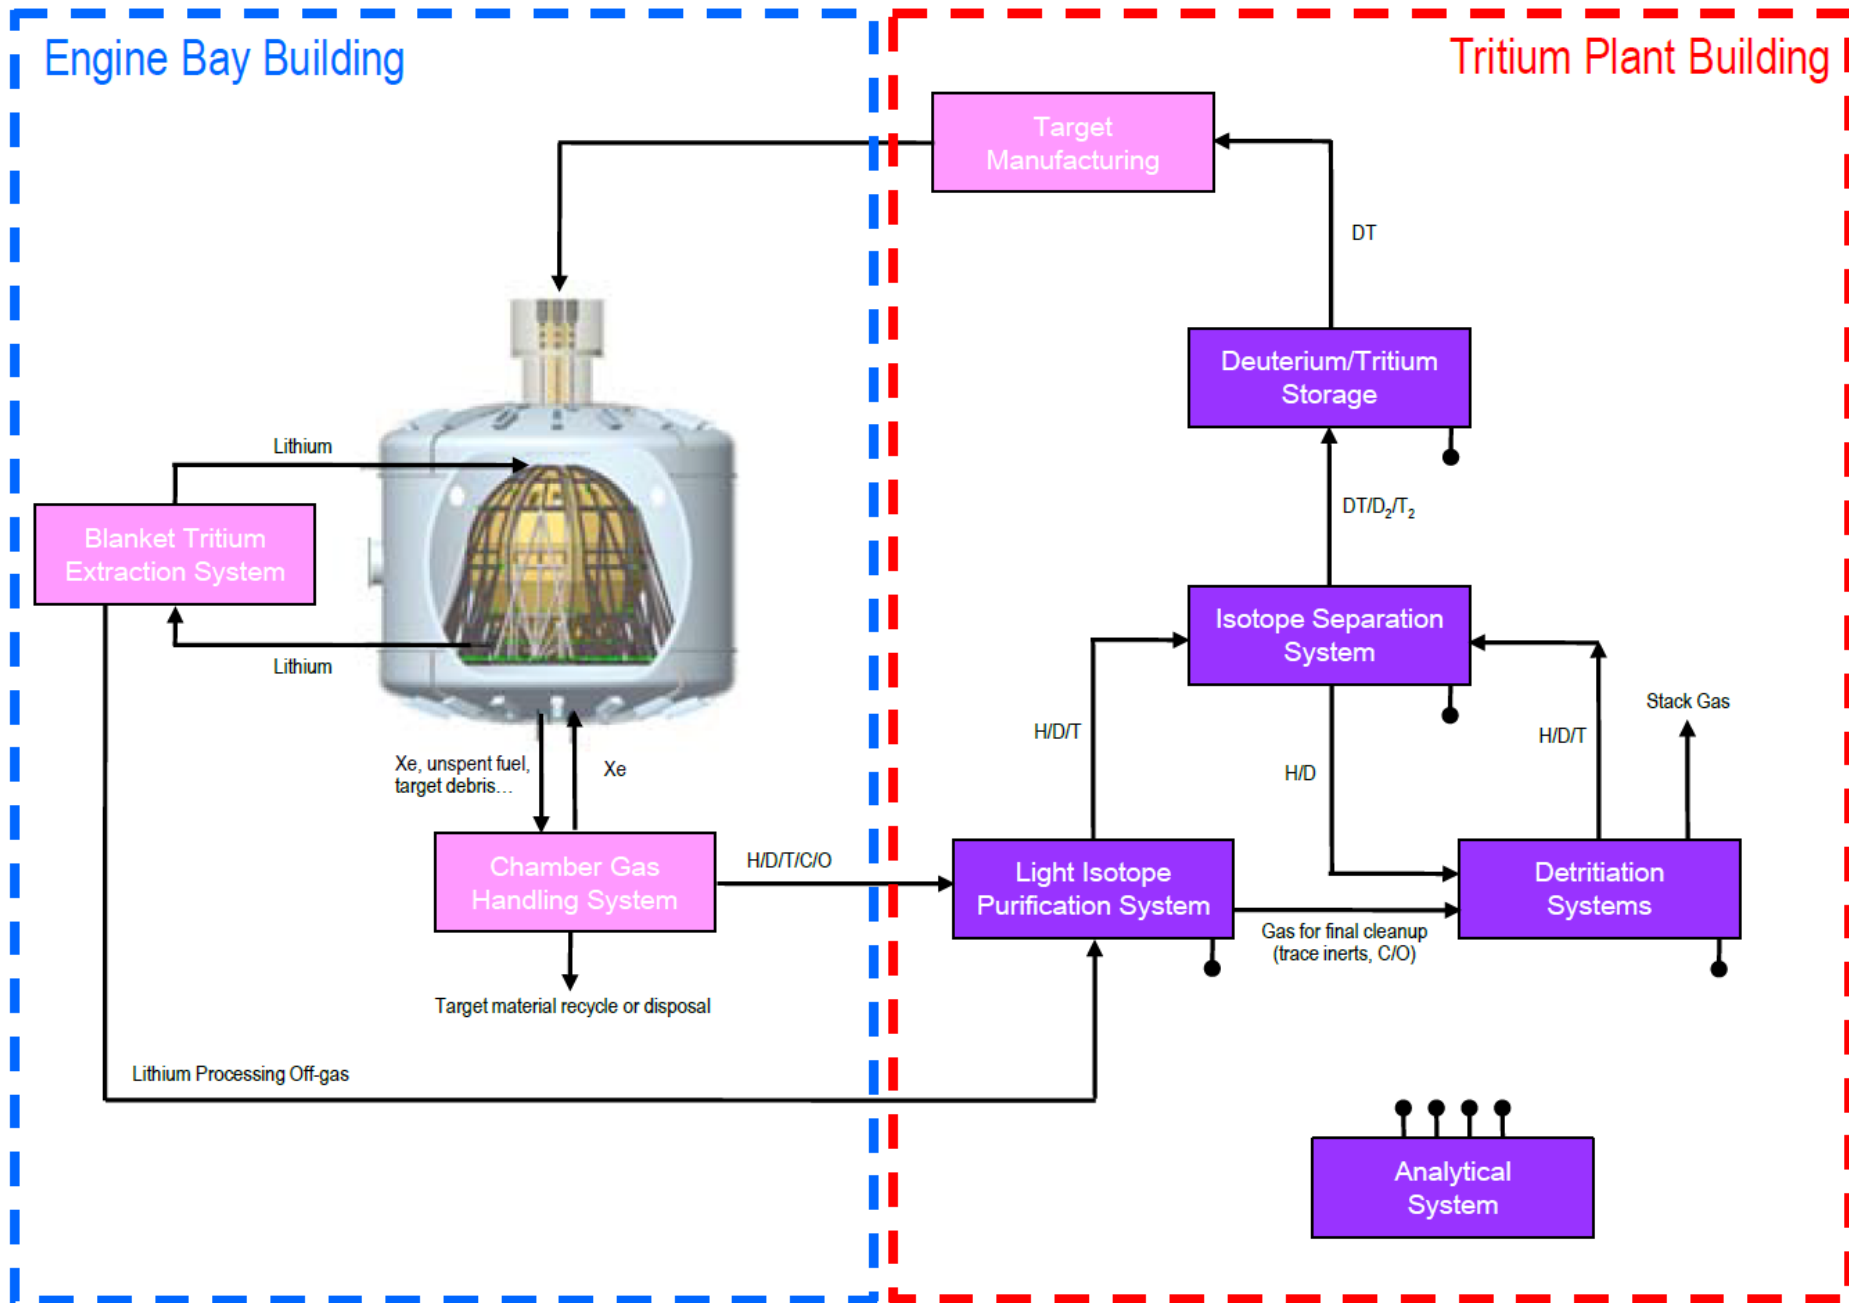 Engine Bay Building
Tritium Plant Building
Target
Manufacturing
DT
Deuterium/Tritium
Storage
Lithium
DT/D₂/T₂
Blanket Tritium
Extraction System
Isotope Separation
System
Lithium
Stack Gas
H/D/T
H/D/T
Xe, unspent fuel,
target debris...
Xe
H/D
H/D/T/C/O
Chamber Gas
Handling System
Light Isotope
Purification System
Detritiation
Systems
Gas for final cleanup
(trace inerts, C/O)
Target material recycle or disposal
Lithium Processing Off-gas
Analytical
System